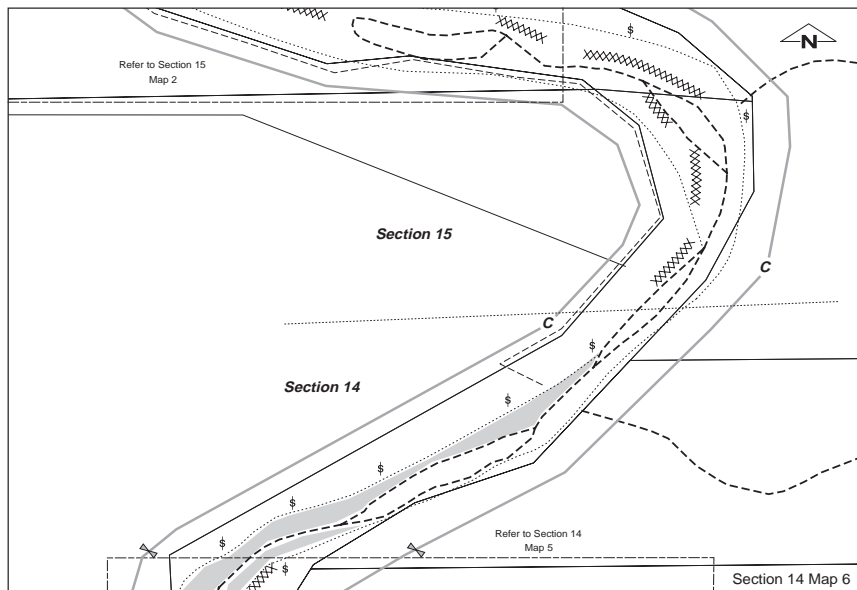 N
Refer to Section 15
Map 2
$
$
Section 15
C
C
$
Section 14
$
$
$
Refer to Section 14
Map 5
$
$
Section 14 Map 6